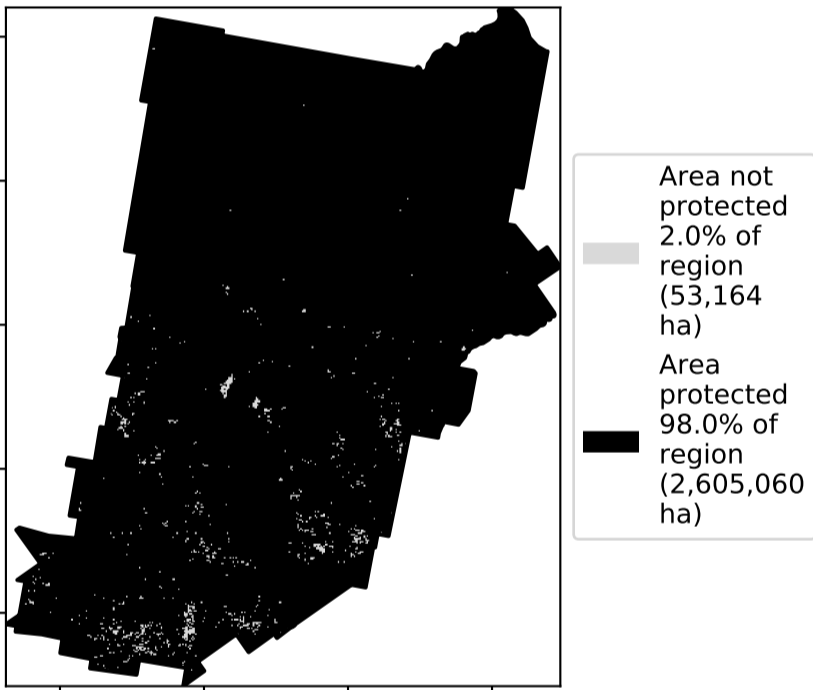 Area not
protected
2.0% of
region
(53,164
ha)
Area
protected
98.0% of
region
(2,605,060
ha)